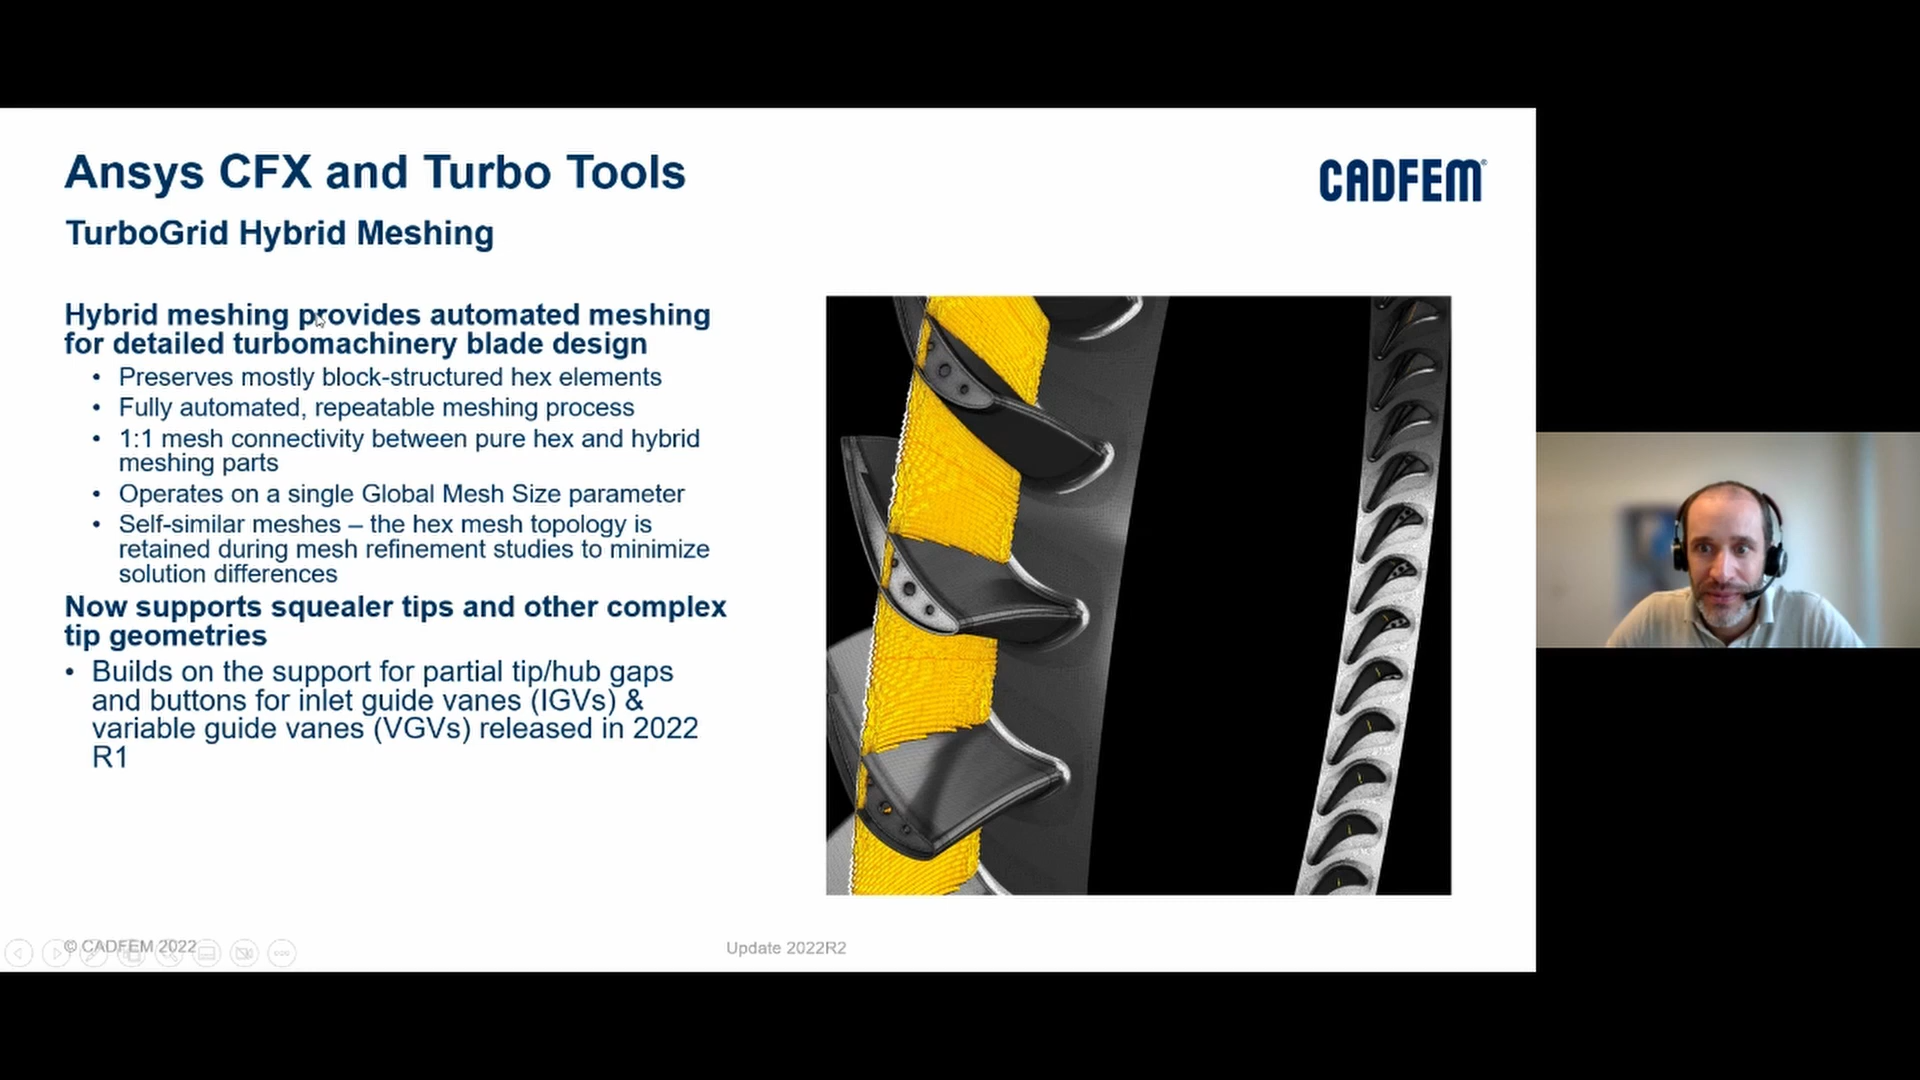 Ansys CFX and Turbo Tools
CADFEM®
TurboGrid Hybrid Meshing
Hybrid meshing provides automated meshing
for detailed turbomachinery blade design
• Preserves mostly block-structured hex elements
• Fully automated, repeatable meshing process
• 1:1 mesh connectivity between pure hex and hybrid
meshing parts
• Operates on a single Global Mesh Size parameter
• Self-similar meshes – the hex mesh topology is
retained during mesh refinement studies to minimize
solution differences
Now supports squealer tips and other complex
tip geometries
• Builds on the support for partial tip/hub gaps
and buttons for inlet guide vanes (IGVs) &
variable guide vanes (VGVs) released in 2022
R1
© CADFEM 2022
Update 2022R2